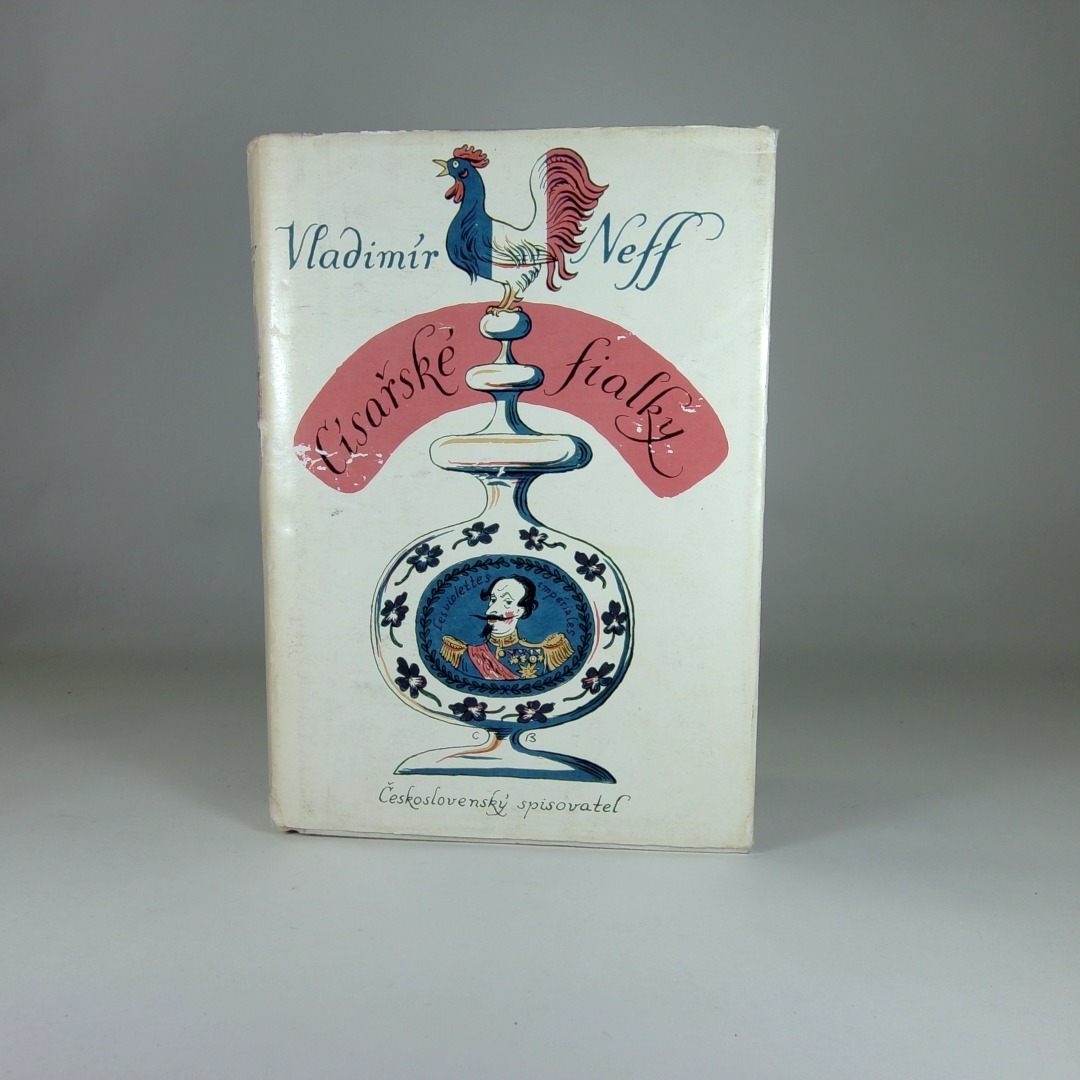 Vladimír Neff
Císařské fialky
Les violettes impériales
C B
Československý spisovatel